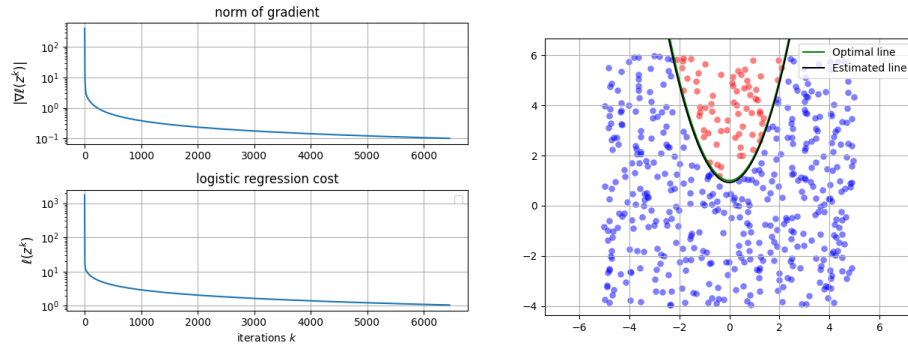 norm of gradient
|∇ℓ(z^k)|
10²
10¹
10⁰
10⁻¹
0 1000 2000 3000 4000 5000 6000
logistic regression cost
ℓ(z^k)
10³
10²
10¹
10⁰
0 1000 2000 3000 4000 5000 6000
iterations k
Optimal line
Estimated line
6
4
2
0
−2
−4
−6 −4 −2 0 2 4 6